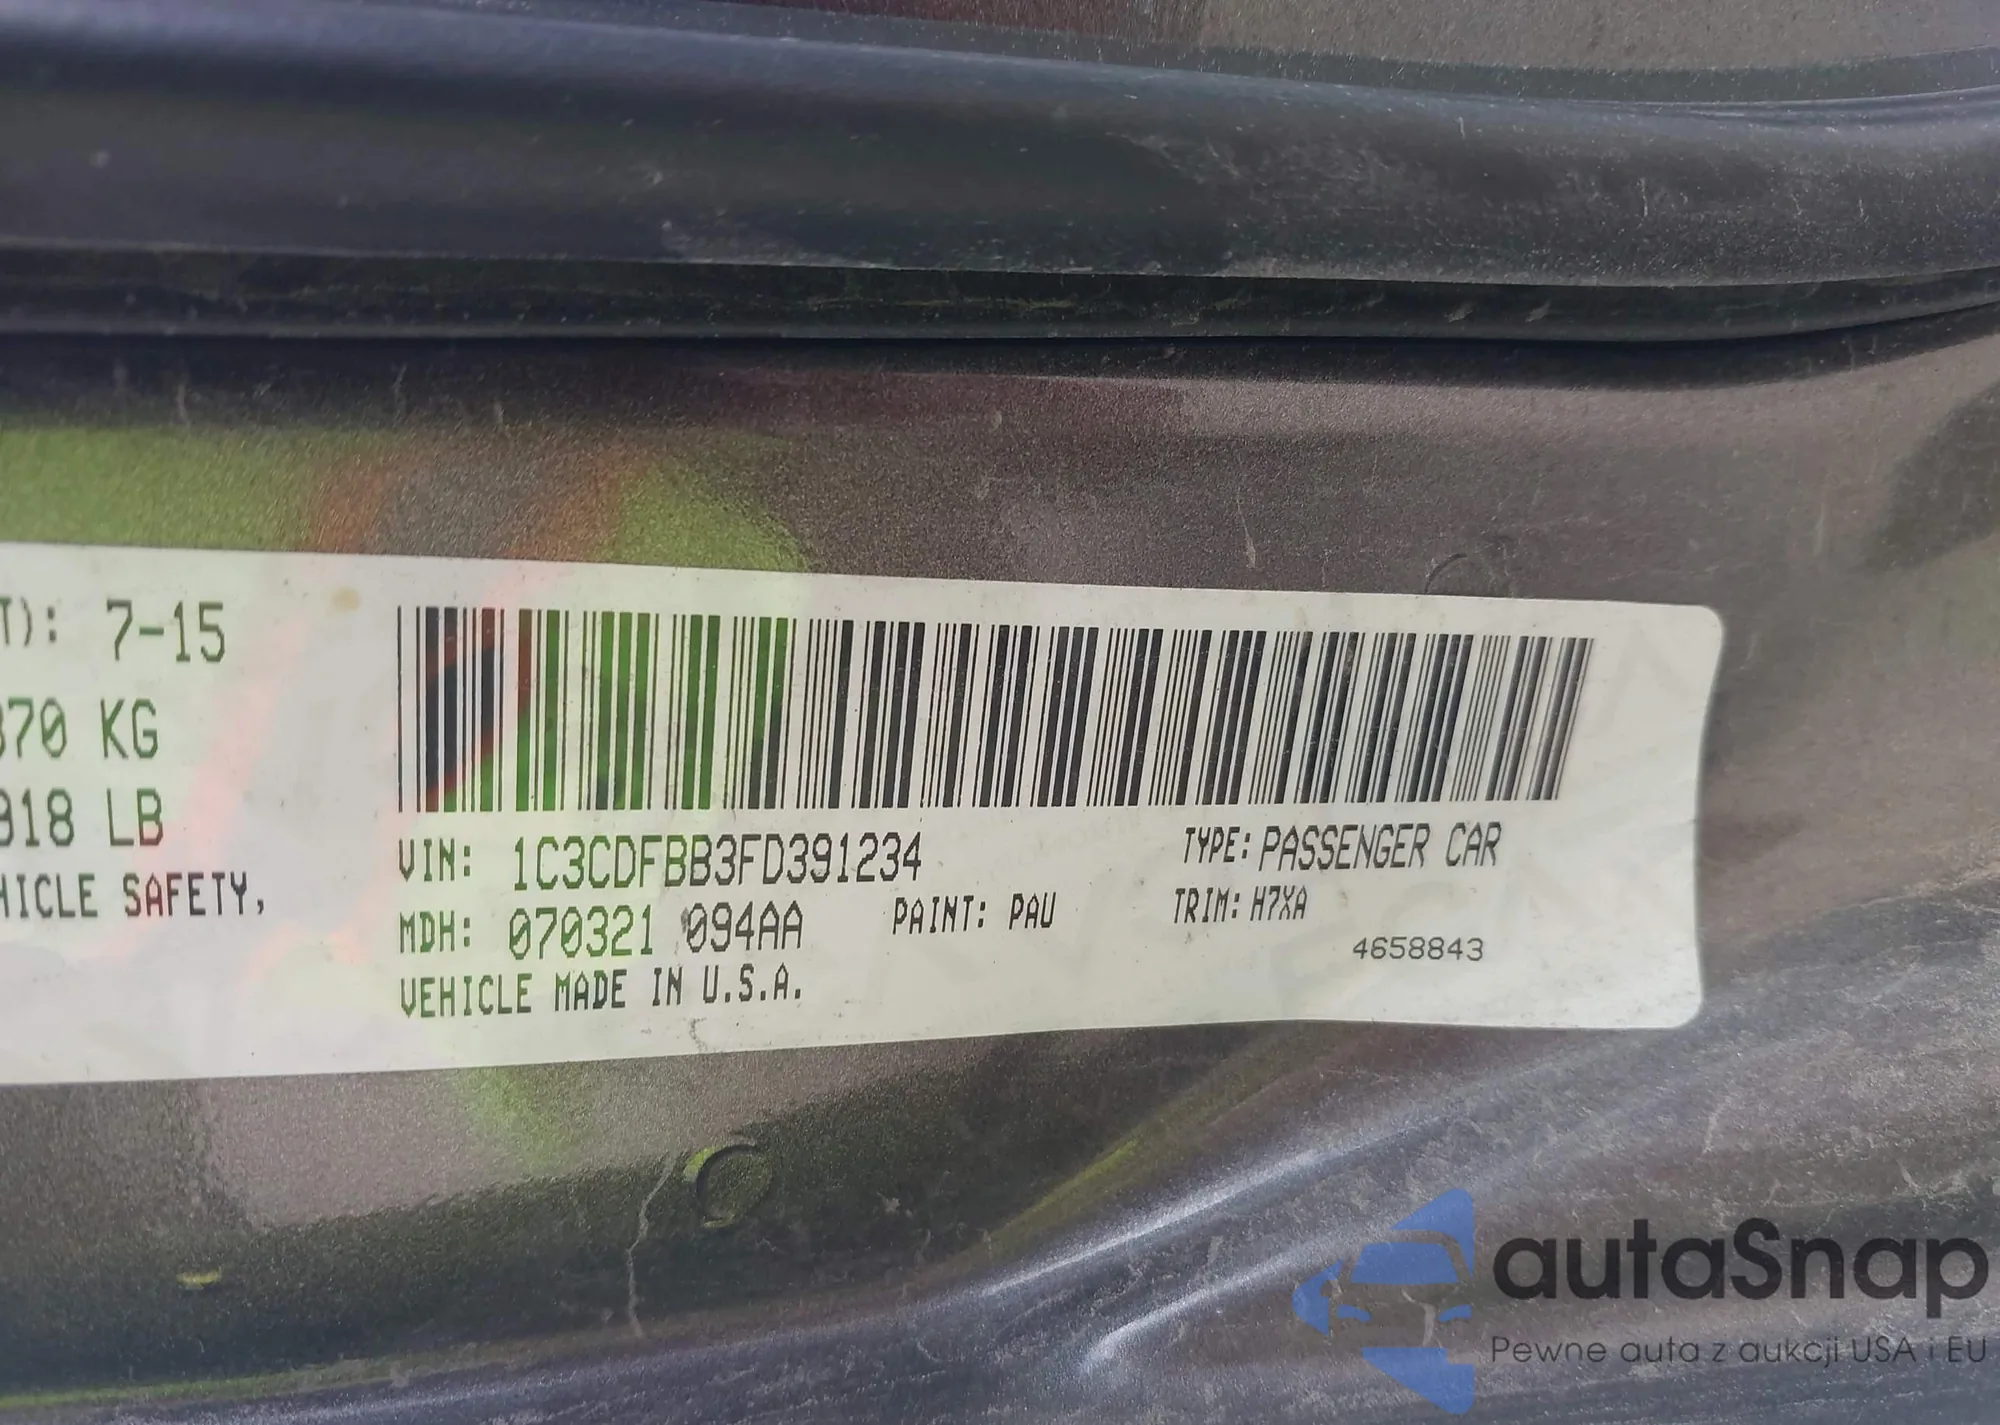 T): 7-15
370 KG
918 LB
HICLE SAFETY,
VIN: 1C3CDFBB3FD391234
TYPE: PASSENGER CAR
MDH: 070321 094AA
PAINT: PAU
TRIM: H7XA
4658843
VEHICLE MADE IN U.S.A.
autaSnap
Pewne auta z aukcji USA i EU